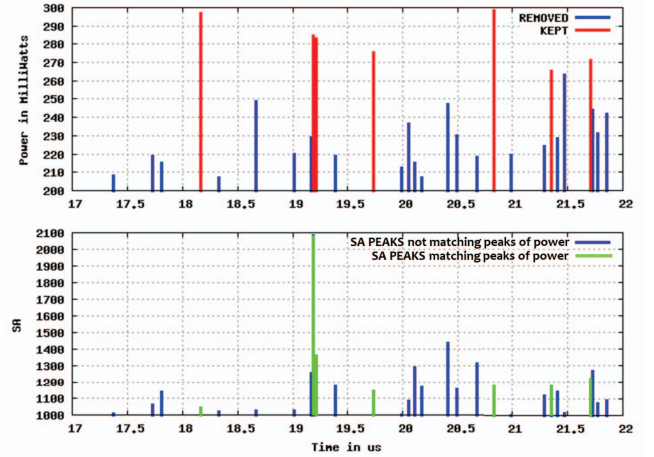 300
290
280
270
260
250
240
230
220
210
200
Power in MilliWatts
REMOVED
KEPT
17 17.5 18 18.5 19 19.5 20 20.5 21 21.5 22
2100
2000
1900
1800
1700
1600
1500
1400
1300
1200
1100
1000
SA
SA PEAKS not matching peaks of power
SA PEAKS matching peaks of power
17 17.5 18 18.5 19 19.5 20 20.5 21 21.5 22
Time in us